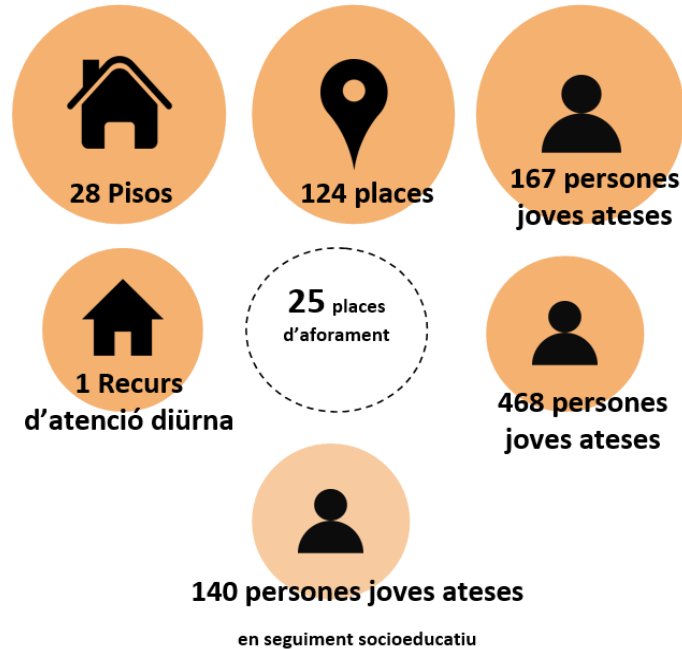 28 Pisos
124 places
167 persones
joves ateses
1 Recurs
d'atenció diürna
25 places
d'aforament
468 persones
joves ateses
140 persones joves ateses
en seguiment socioeducatiu